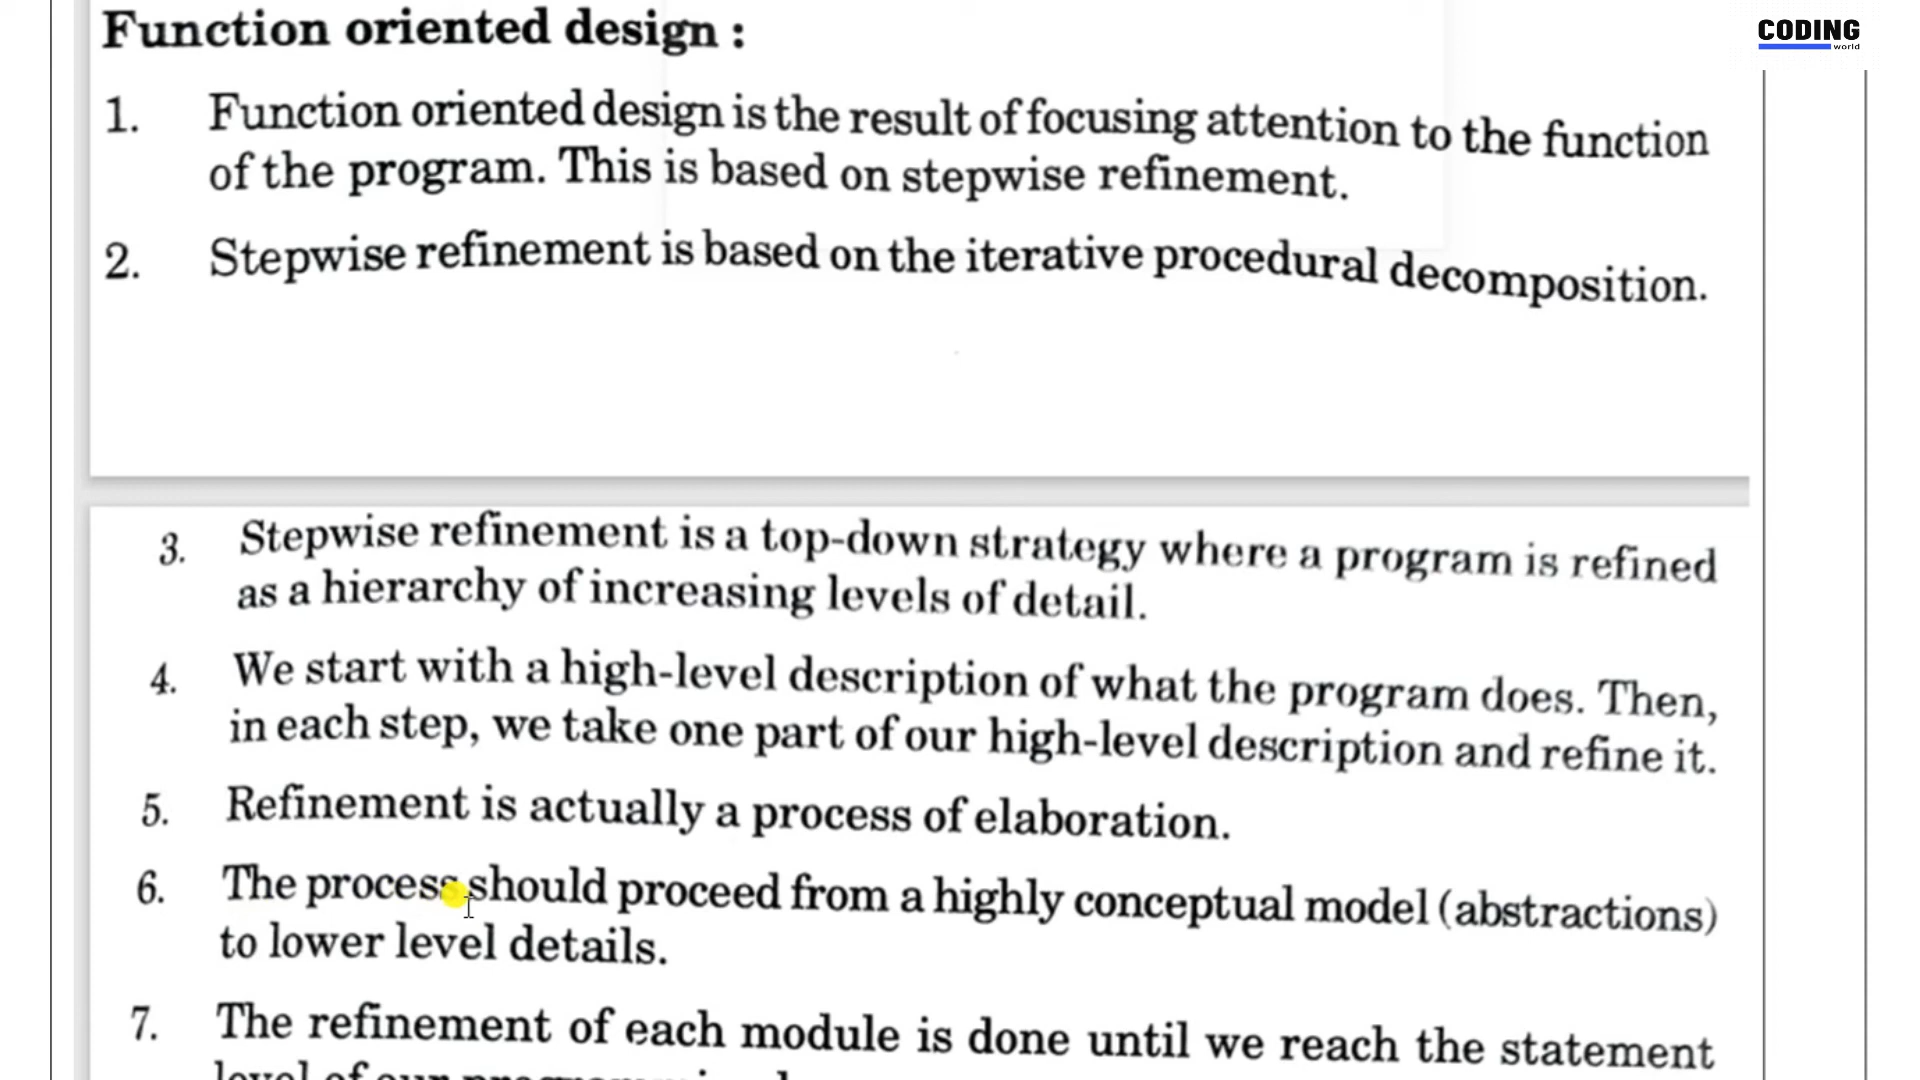 Function oriented design :
CODING
world
1. Function oriented design is the result of focusing attention to the function
of the program. This is based on stepwise refinement.
2. Stepwise refinement is based on the iterative procedural decomposition.
3. Stepwise refinement is a top-down strategy where a program is refined
as a hierarchy of increasing levels of detail.
4. We start with a high-level description of what the program does. Then,
in each step, we take one part of our high-level description and refine it.
5. Refinement is actually a process of elaboration.
6. The process should proceed from a highly conceptual model (abstractions)
to lower level details.
7. The refinement of each module is done until we reach the statement
level of our